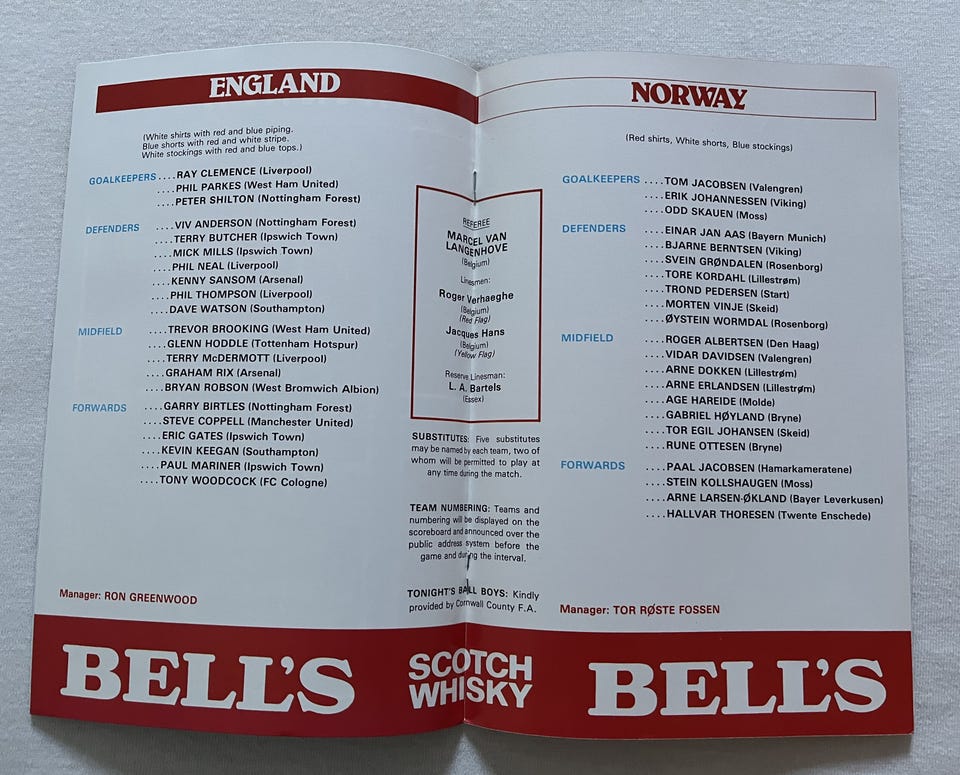 ENGLAND
(White shirts with red and blue piping.
Blue shorts with red and white stripe.
White stockings with red and blue tops.)
GOALKEEPERS ....RAY CLEMENCE (Liverpool)
....PHIL PARKES (West Ham United)
....PETER SHILTON (Nottingham Forest)
DEFENDERS ....VIV ANDERSON (Nottingham Forest)
....TERRY BUTCHER (Ipswich Town)
....MICK MILLS (Ipswich Town)
....PHIL NEAL (Liverpool)
....KENNY SANSOM (Arsenal)
....PHIL THOMPSON (Liverpool)
....DAVE WATSON (Southampton)
MIDFIELD ....TREVOR BROOKING (West Ham United)
....GLENN HODDLE (Tottenham Hotspur)
....TERRY McDERMOTT (Liverpool)
....GRAHAM RIX (Arsenal)
....BRYAN ROBSON (West Bromwich Albion)
FORWARDS ....GARRY BIRTLES (Nottingham Forest)
....STEVE COPPELL (Manchester United)
....ERIC GATES (Ipswich Town)
....KEVIN KEEGAN (Southampton)
....PAUL MARINER (Ipswich Town)
....TONY WOODCOCK (FC Cologne)
Manager: RON GREENWOOD
REFEREE
MARCEL VAN
LANGENHOVE
(Belgium)
Linesmen:
Roger Verhaeghe
(Belgium)
(Red Flag)
Jacques Hans
(Belgium)
(Yellow Flag)
Reserve Linesman:
L. A. Bartels
(Essex)
SUBSTITUTES: Five substitutes
may be named by each team, two of
whom will be permitted to play at
any time during the match.
TEAM NUMBERING: Teams and
numbering will be displayed on the
scoreboard and announced over the
public address system before the
game and during the interval.
TONIGHT'S BALL BOYS: Kindly
provided by Cornwall County F.A.
NORWAY
(Red shirts, White shorts, Blue stockings)
GOALKEEPERS ....TOM JACOBSEN (Valengren)
....ERIK JOHANNESSEN (Viking)
....ODD SKAUEN (Moss)
DEFENDERS ....EINAR JAN AAS (Bayern Munich)
....BJARNE BERNTSEN (Viking)
....SVEIN GRØNDALEN (Rosenborg)
....TORE KORDAHL (Lillestrøm)
....TROND PEDERSEN (Start)
....MORTEN VINJE (Skeid)
....ØYSTEIN WORMDAL (Rosenborg)
MIDFIELD ....ROGER ALBERTSEN (Den Haag)
....VIDAR DAVIDSEN (Valengren)
....ARNE DOKKEN (Lillestrøm)
....ARNE ERLANDSEN (Lillestrøm)
....AGE HAREIDE (Molde)
....GABRIEL HØYLAND (Bryne)
....TOR EGIL JOHANSEN (Skeid)
....RUNE OTTESEN (Bryne)
FORWARDS ....PAAL JACOBSEN (Hamarkameratene)
....STEIN KOLLSHAUGEN (Moss)
....ARNE LARSEN-ØKLAND (Bayer Leverkusen)
....HALLVAR THORESEN (Twente Enschede)
Manager: TOR RØSTE FOSSEN
BELL'S
SCOTCH
WHISKY
BELL'S